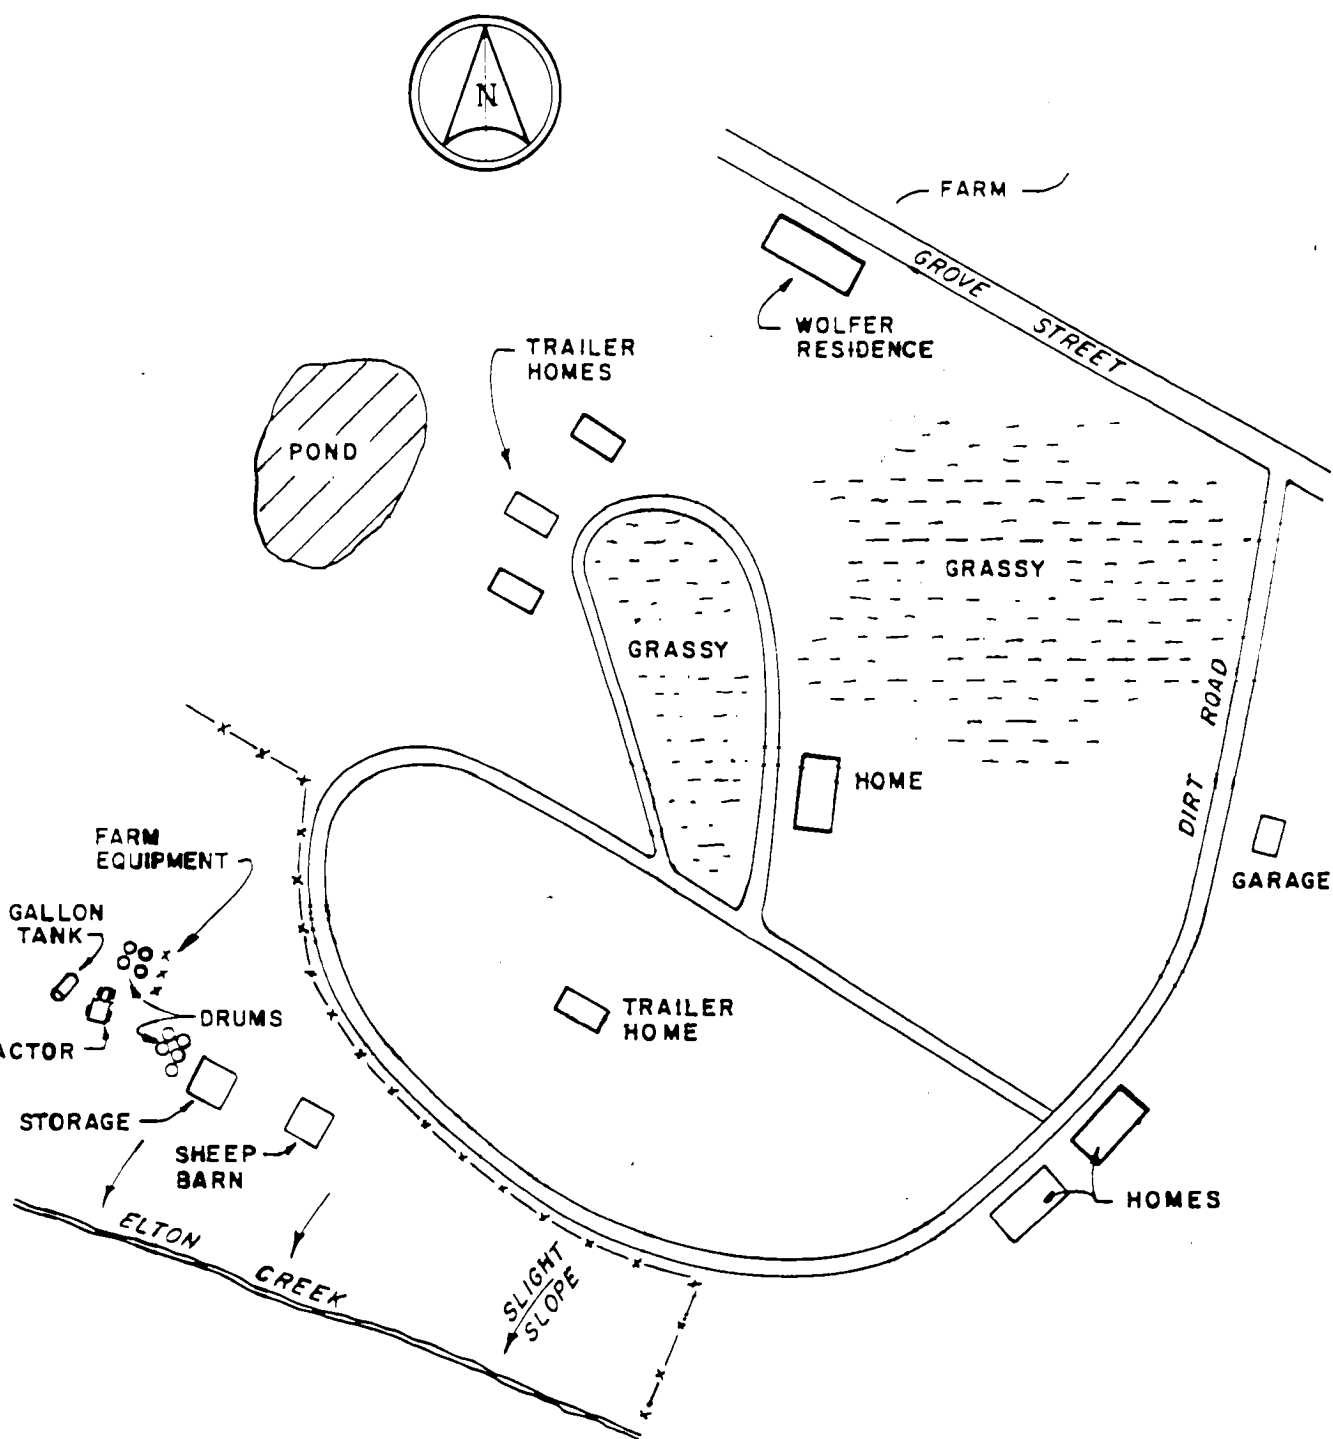 N
FARM
GROVE STREET
WOLFER
RESIDENCE
TRAILER
HOMES
POND
GRASSY
GRASSY
DIRT ROAD
HOME
FARM
EQUIPMENT
GARAGE
GALLON
TANK
DRUMS
TRAILER
HOME
ACTOR
STORAGE
SHEEP
BARN
HOMES
ELTON CREEK
SLIGHT
SLOPE